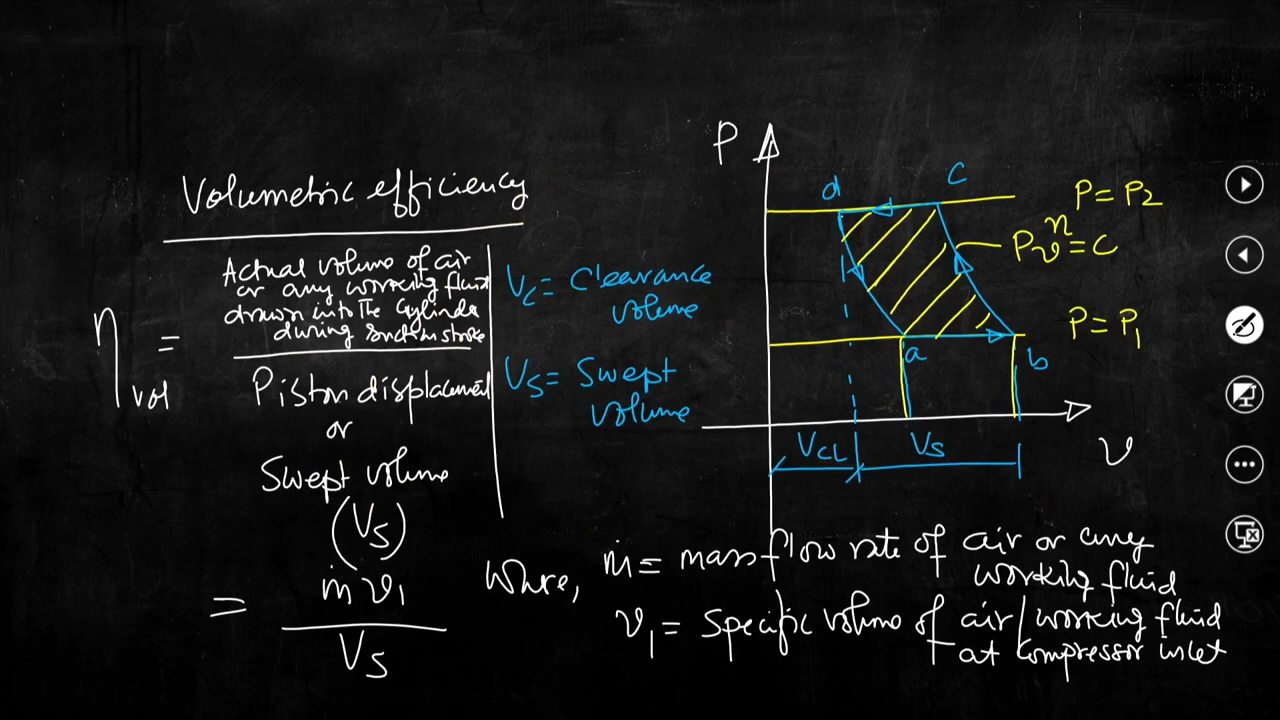 Volumetric efficiency
η vol =
Actual volume of air
or any working fluid
drawn into the Cylinder
during suction stroke
Piston displacement
or
Swept volume
(Vs)
= ṁ v1
Vs
Vc = Clearance
volume
Vs = Swept
volume
P
d
c
P = P2
Pv^n = C
P = P1
a
b
VCL
Vs
v
where, ṁ = mass flow rate of air or any
working fluid
v1 = Specific volume of air/working fluid
at compressor inlet